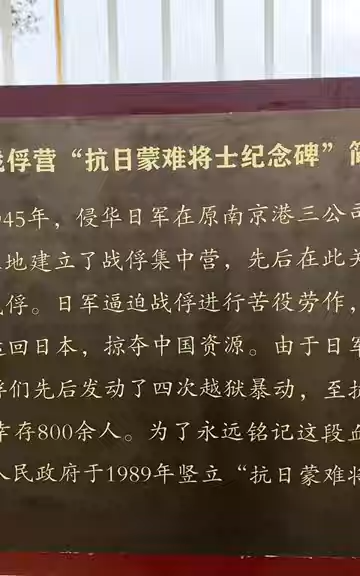 俘营“抗日蒙难将士纪念碑”简
45年，侵华日军在原南京港三公司
地建立了战俘集中营，先后在此关
俘。日军逼迫战俘进行苦役劳作，
回日本，掠夺中国资源。由于日军
俘们先后发动了四次越狱暴动，至抗
幸存800余人。为了永远铭记这段血
人民政府于1989年竖立“抗日蒙难将